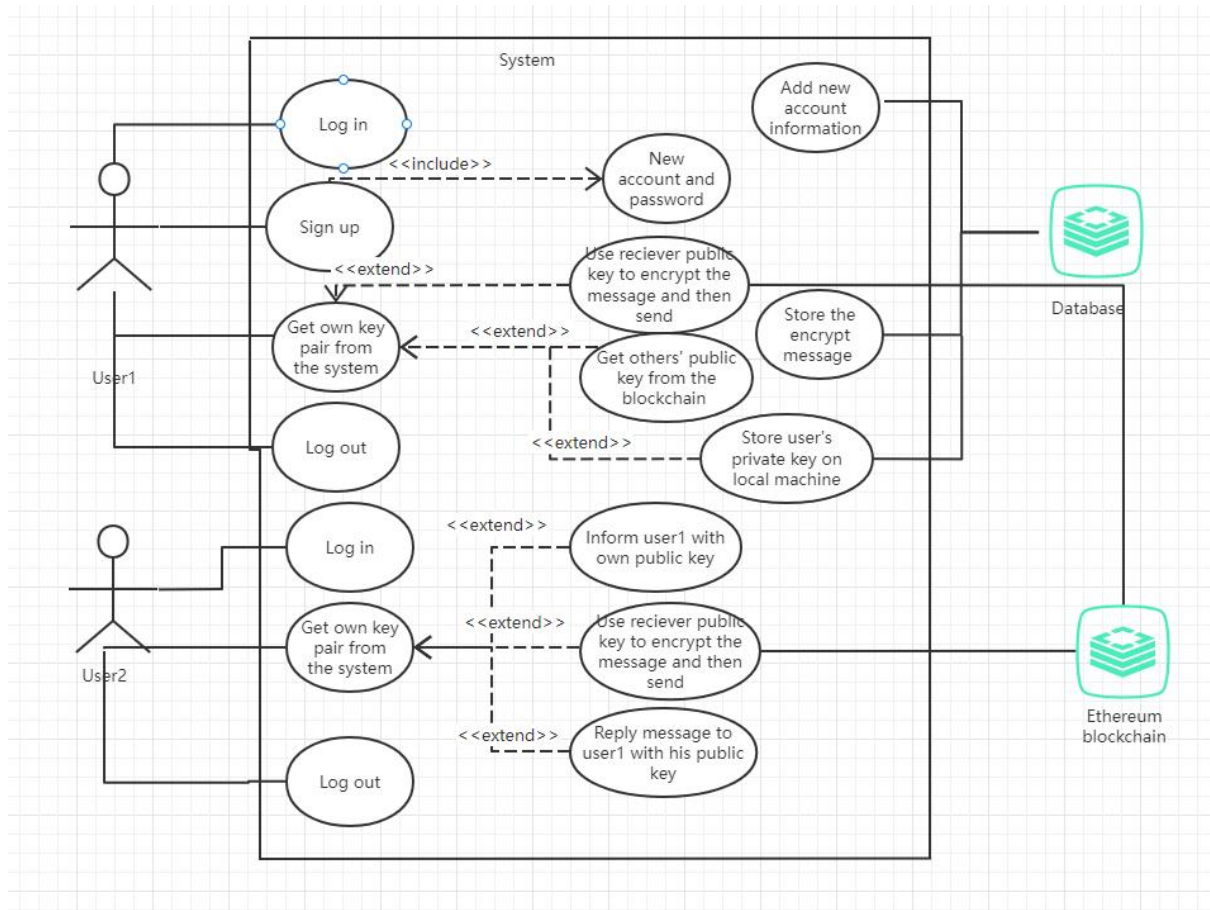 System
Add new
account
information
Log in
<<include>>
New
account and
password
Sign up
Use reciever public
key to encrypt the
message and then
send
<<extend>>
Database
Get own key
pair from
the system
<<extend>>
Store the
encrypt
message
Get others' public
key from the
blockchain
User1
Log out
<<extend>>
Store user's
private key on
local machine
<<extend>>
Inform user1 with
own public key
Log in
Get own key
pair from
the system
<<extend>>
Use reciever public
key to encrypt the
message and then
send
User2
Ethereum
blockchain
<<extend>>
Reply message to
user1 with his public
key
Log out